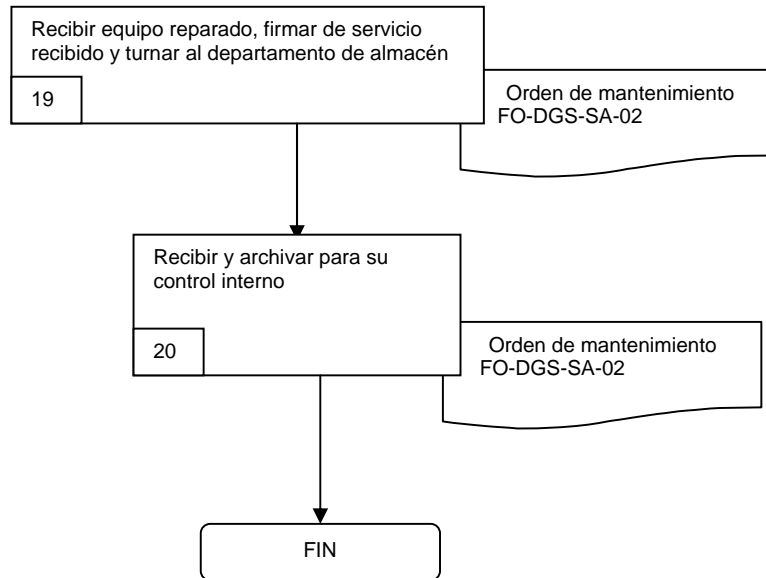 Recibir equipo reparado, firmar de servicio
recibido y turnar al departamento de almacén
19
Orden de mantenimiento
FO-DGS-SA-02
Recibir y archivar para su
control interno
20
Orden de mantenimiento
FO-DGS-SA-02
FIN